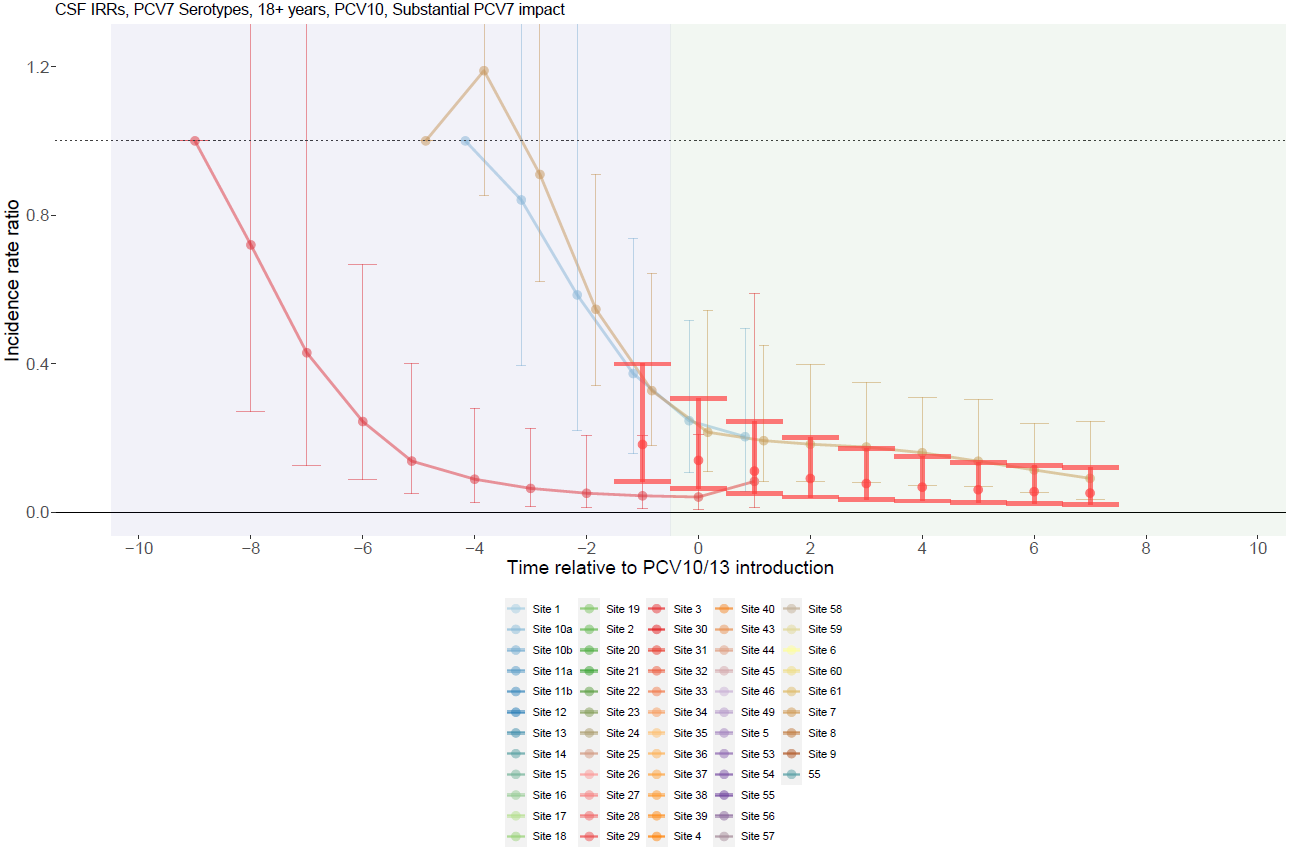 CSF IRRs, PCV7 Serotypes, 18+ years, PCV10, Substantial PCV7 impact
1.2
0.8
0.4
0.0
Incidence rate ratio
−10 −8 −6 −4 −2 0 2 4 6 8 10
Time relative to PCV10/13 introduction
Site 1 Site 19 Site 3 Site 40 Site 58
Site 10a Site 2 Site 30 Site 43 Site 59
Site 10b Site 20 Site 31 Site 44 Site 6
Site 11a Site 21 Site 32 Site 45 Site 60
Site 11b Site 22 Site 33 Site 46 Site 61
Site 12 Site 23 Site 34 Site 49 Site 7
Site 13 Site 24 Site 35 Site 5 Site 8
Site 14 Site 25 Site 36 Site 53 Site 9
Site 15 Site 26 Site 37 Site 54 55
Site 16 Site 27 Site 38 Site 55
Site 17 Site 28 Site 39 Site 56
Site 18 Site 29 Site 4 Site 57